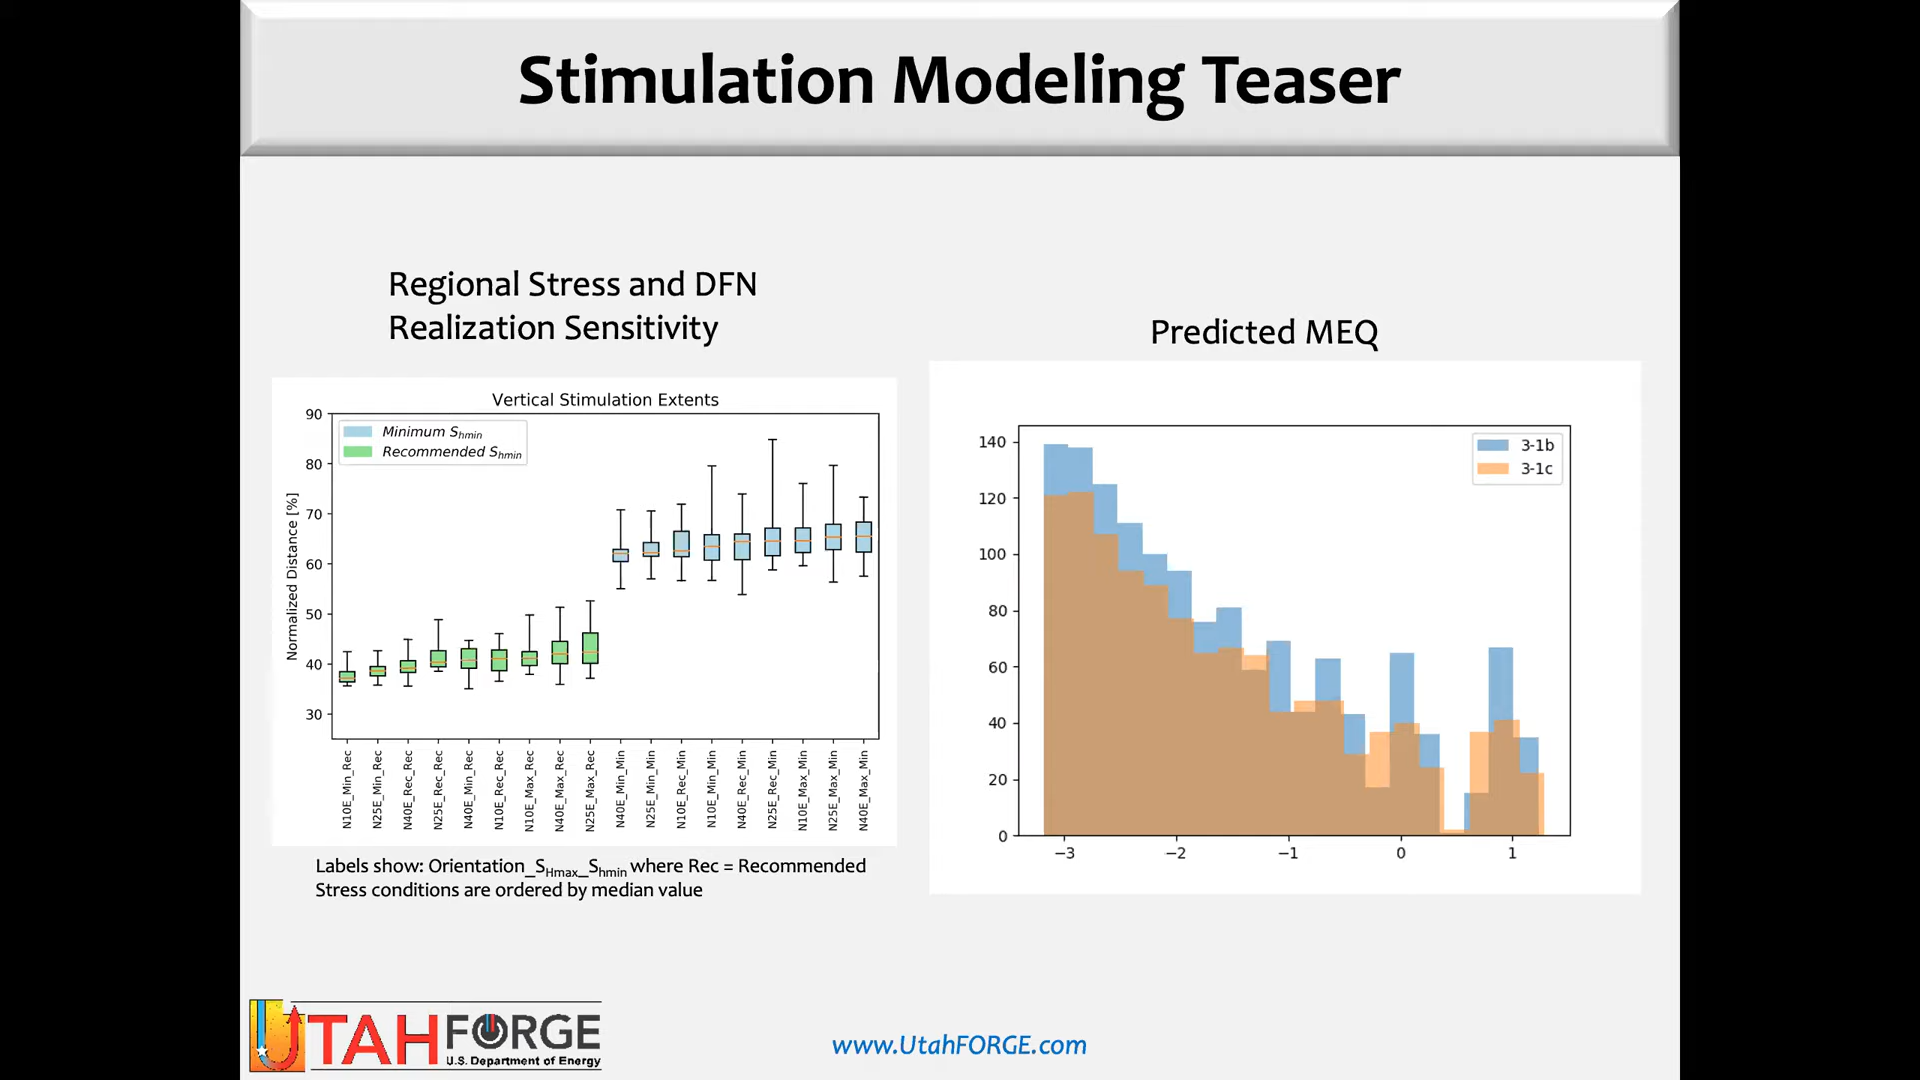 Stimulation Modeling Teaser
Regional Stress and DFN
Realization Sensitivity
Vertical Stimulation Extents
Normalized Distance [%]
90
80
70
60
50
40
30
Minimum Shmin
Recommended Shmin
N10E_Min_Rec
N25E_Min_Rec
N40E_Rec_Rec
N25E_Rec_Rec
N40E_Min_Rec
N10E_Rec_Rec
N10E_Max_Rec
N40E_Max_Rec
N25E_Max_Rec
N40E_Min_Min
N25E_Min_Min
N10E_Rec_Min
N10E_Min_Min
N40E_Rec_Min
N25E_Rec_Min
N10E_Max_Min
N25E_Max_Min
N40E_Max_Min
Labels show: Orientation_SHmax_Shmin where Rec = Recommended
Stress conditions are ordered by median value
Predicted MEQ
140
120
100
80
60
40
20
0
−3
−2
−1
0
1
3-1b
3-1c
UTAH FORGE
U.S. Department of Energy
www.UtahFORGE.com